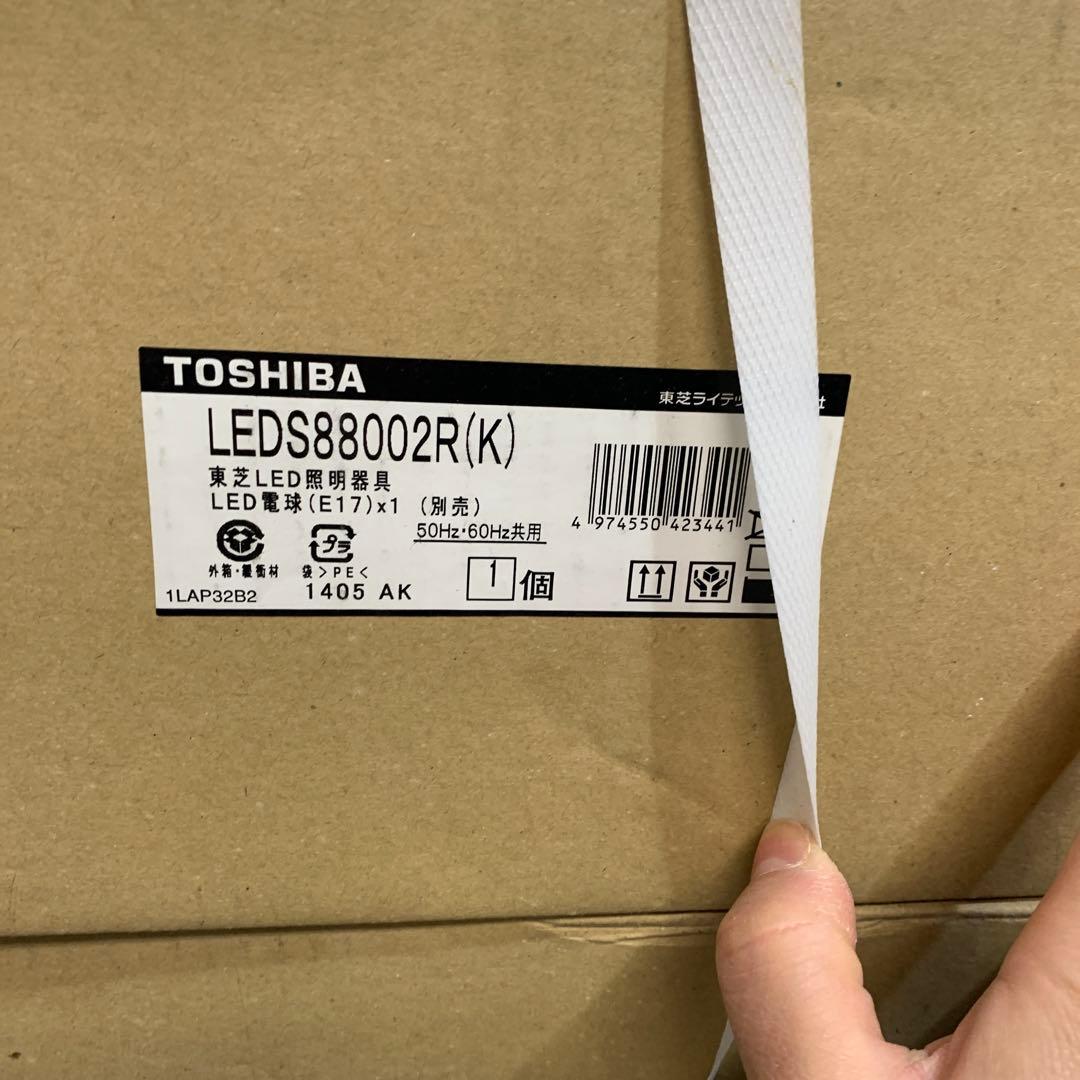 TOSHIBA
東芝ライテッ
LEDS88002R(K)
東芝LED照明器具
LED電球(E17)x1 (別売)
50Hz・60Hz共用
4 974550 423441
外箱・緩衝材
プラ
袋>PE<
1LAP32B2
1405 AK
1個